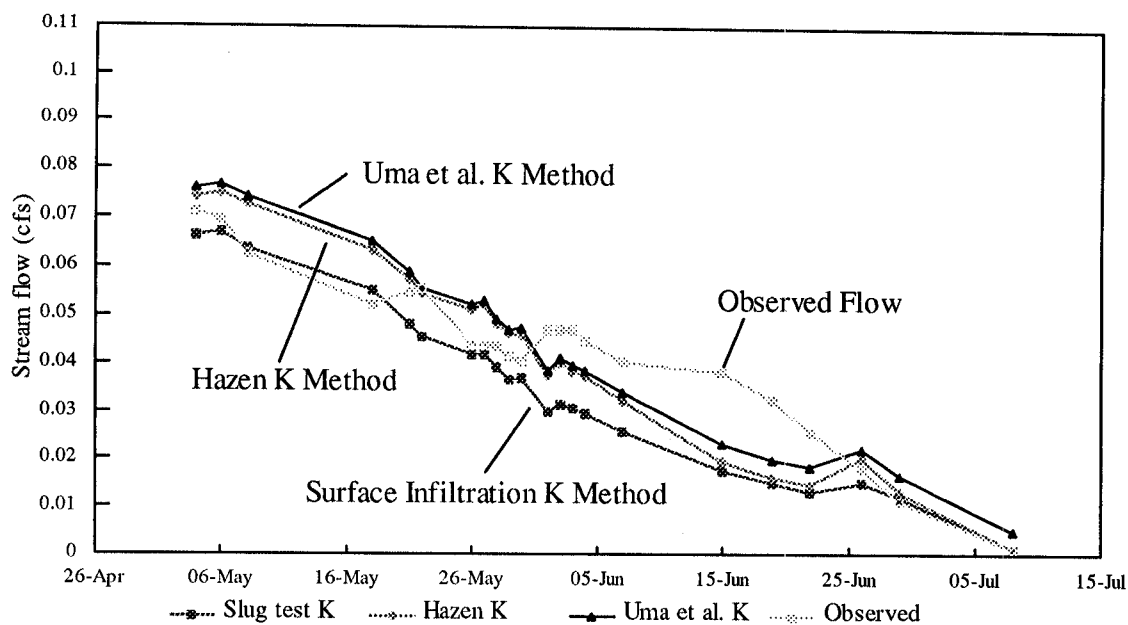 0.11
0.1
0.09
0.08
0.07
0.06
0.05
0.04
0.03
0.02
0.01
0
Stream flow (cfs)
Uma et al. K Method
Hazen K Method
Observed Flow
Surface Infiltration K Method
26-Apr 06-May 16-May 26-May 05-Jun 15-Jun 25-Jun 05-Jul 15-Jul
Slug test K Hazen K Uma et al. K Observed